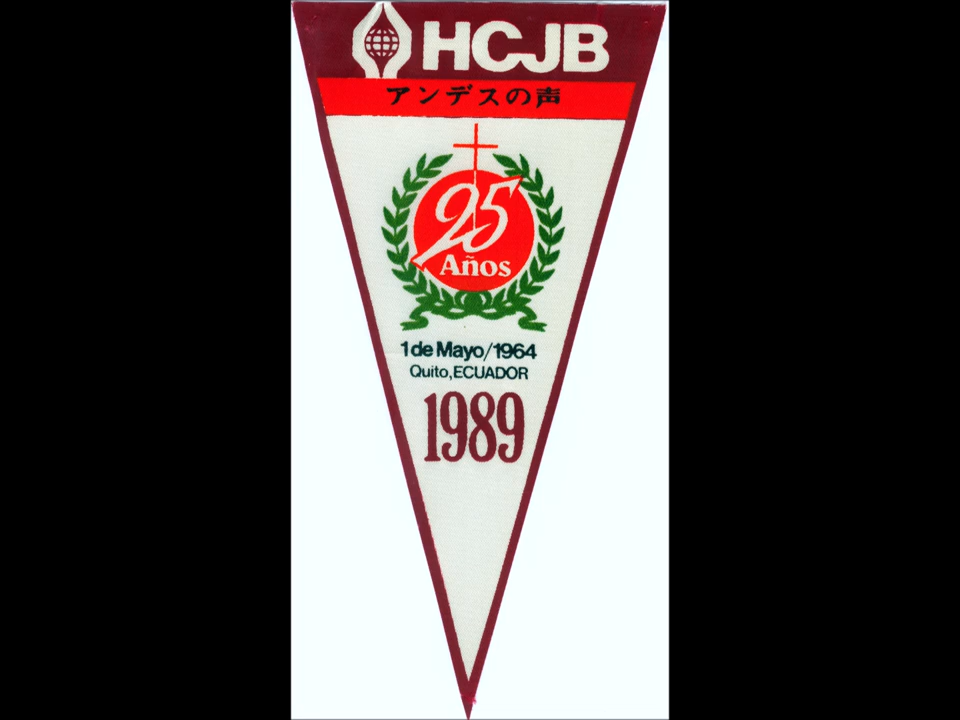 HCJB
アンデスの声
25
Años
1 de Mayo/1964
Quito, ECUADOR
1989